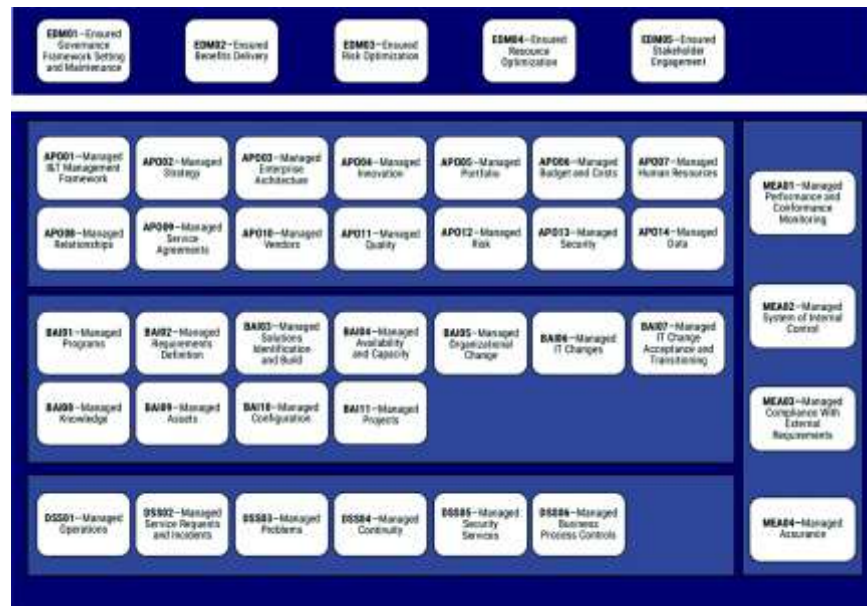 EDM01—Ensured
Governance
Framework Setting
and Maintenance
EDM02—Ensured
Benefits Delivery
EDM03—Ensured
Risk Optimization
EDM04—Ensured
Resource
Optimization
EDM05—Ensured
Stakeholder
Engagement
APO01—Managed
I&T Management
Framework
APO02—Managed
Strategy
APO03—Managed
Enterprise
Architecture
APO04—Managed
Innovation
APO05—Managed
Portfolio
APO06—Managed
Budget and Costs
APO07—Managed
Human Resources
APO08—Managed
Relationships
APO09—Managed
Service
Agreements
APO10—Managed
Vendors
APO11—Managed
Quality
APO12—Managed
Risk
APO13—Managed
Security
APO14—Managed
Data
BAI01—Managed
Programs
BAI02—Managed
Requirements
Definition
BAI03—Managed
Solutions
Identification
and Build
BAI04—Managed
Availability
and Capacity
BAI05—Managed
Organizational
Change
BAI06—Managed
IT Changes
BAI07—Managed
IT Change
Acceptance and
Transitioning
BAI08—Managed
Knowledge
BAI09—Managed
Assets
BAI10—Managed
Configuration
BAI11—Managed
Projects
DSS01—Managed
Operations
DSS02—Managed
Service Requests
and Incidents
DSS03—Managed
Problems
DSS04—Managed
Continuity
DSS05—Managed
Security
Services
DSS06—Managed
Business
Process Controls
MEA01—Managed
Performance and
Conformance
Monitoring
MEA02—Managed
System of Internal
Control
MEA03—Managed
Compliance With
External
Requirements
MEA04—Managed
Assurance